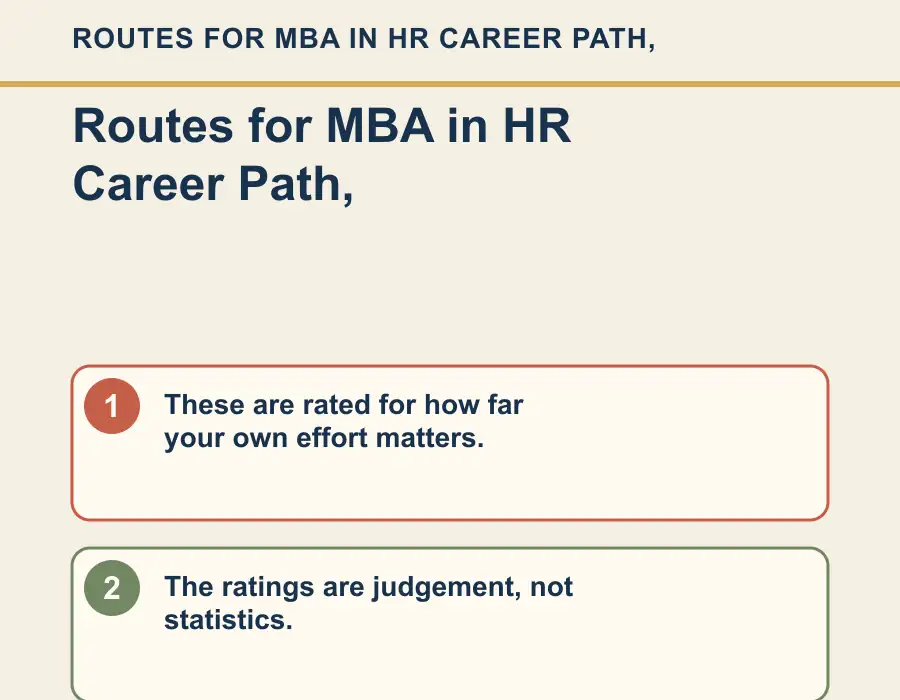 ROUTES FOR MBA IN HR CAREER PATH,
Routes for MBA in HR
Career Path,
1
These are rated for how far
your own effort matters.
2
The ratings are judgement, not
statistics.